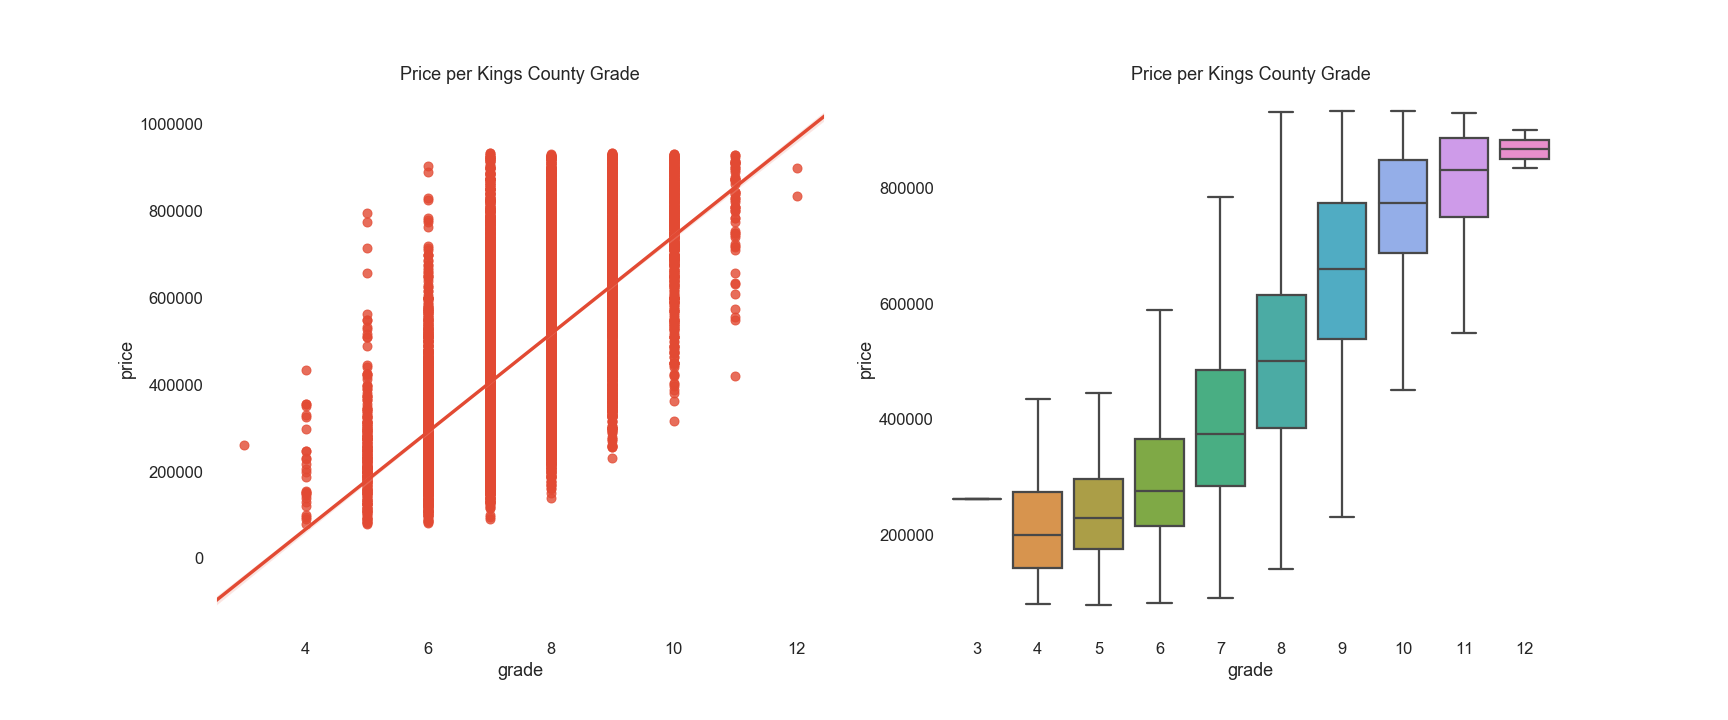 Price per Kings County Grade
1000000
800000
600000
400000
200000
0
price
4 6 8 10 12
grade
Price per Kings County Grade
800000
600000
400000
200000
price
3 4 5 6 7 8 9 10 11 12
grade